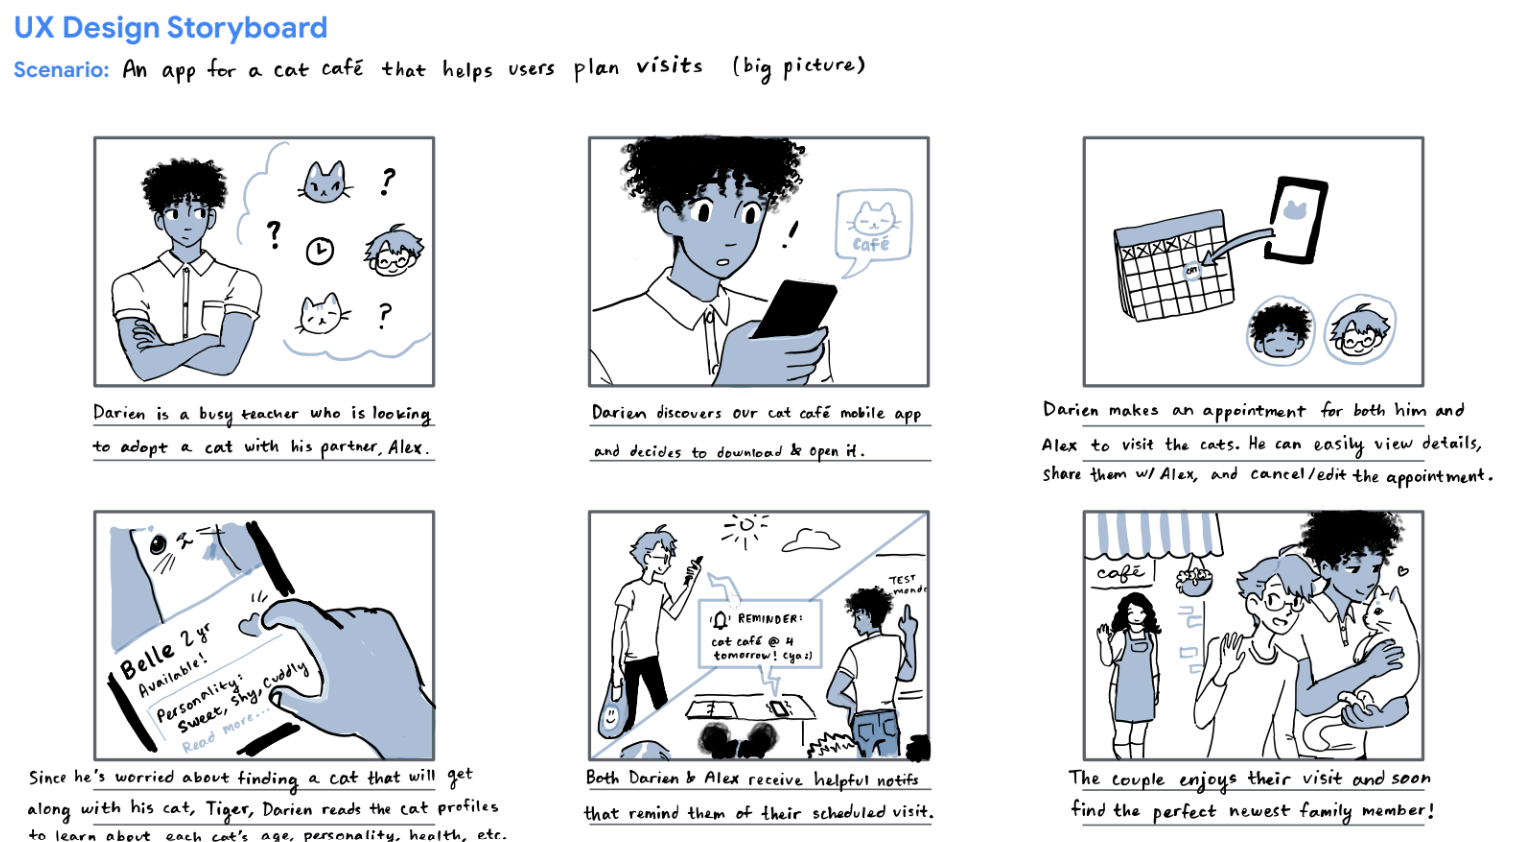 UX Design Storyboard
Scenario: An app for a cat café that helps users plan visits (big picture)
?
?
?
Darien is a busy teacher who is looking
to adopt a cat with his partner, Alex.
!
café
Darien discovers our cat café mobile app
and decides to download & open it.
CAT
Darien makes an appointment for both him and
Alex to visit the cats. He can easily view details,
share them w/ Alex, and cancel/edit the appointment.
Belle 2 yr
Available!
Personality:
Sweet, shy, cuddly
Read more...
Since he's worried about finding a cat that will get
along with his cat, Tiger, Darien reads the cat profiles
to learn about each cat's age, personality, health, etc.
TEST
monda
REMINDER:
cat café @ 4
tomorrow! cya :)
Both Darien & Alex receive helpful notifs
that remind them of their scheduled visit.
café
The couple enjoys their visit and soon
find the perfect newest family member!